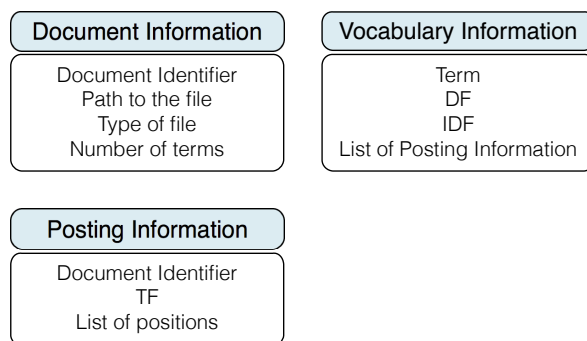 Document Information
Document Identifier
Path to the file
Type of file
Number of terms
Vocabulary Information
Term
DF
IDF
List of Posting Information
Posting Information
Document Identifier
TF
List of positions